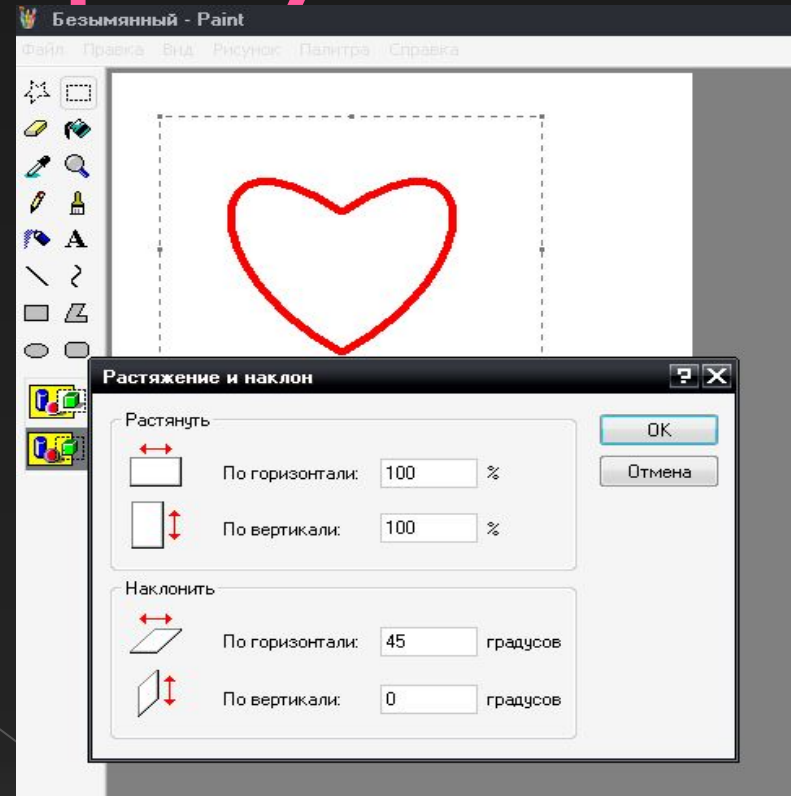 Безымянный - Paint
Файл Правка Вид Рисунок Палитра Справка
A
Растяжение и наклон
Растянуть
По горизонтали: 100 %
По вертикали: 100 %
OK
Отмена
Наклонить
По горизонтали: 45 градусов
По вертикали: 0 градусов